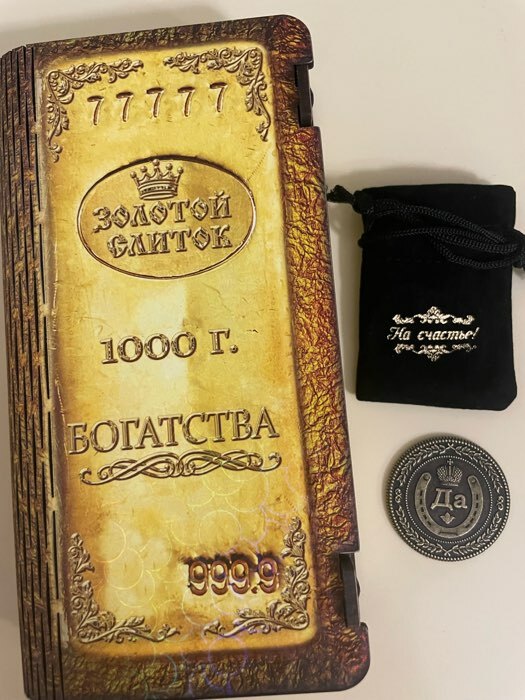 77777
ЗОЛОТОЙ
СЛИТОК
1000 Г.
БОГАТСТВА
999.9
На счастье!
Да